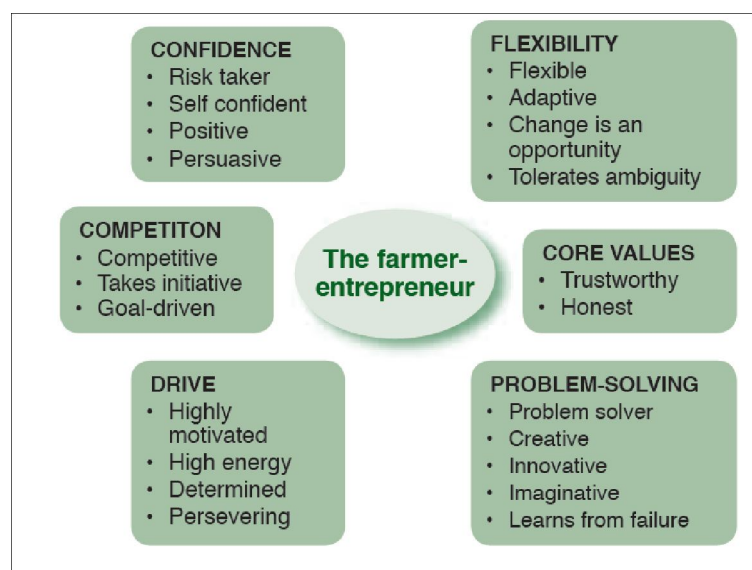 CONFIDENCE
• Risk taker
• Self confident
• Positive
• Persuasive
FLEXIBILITY
• Flexible
• Adaptive
• Change is an
opportunity
• Tolerates ambiguity
COMPETITON
• Competitive
• Takes initiative
• Goal-driven
The farmer-
entrepreneur
CORE VALUES
• Trustworthy
• Honest
DRIVE
• Highly
motivated
• High energy
• Determined
• Persevering
PROBLEM-SOLVING
• Problem solver
• Creative
• Innovative
• Imaginative
• Learns from failure